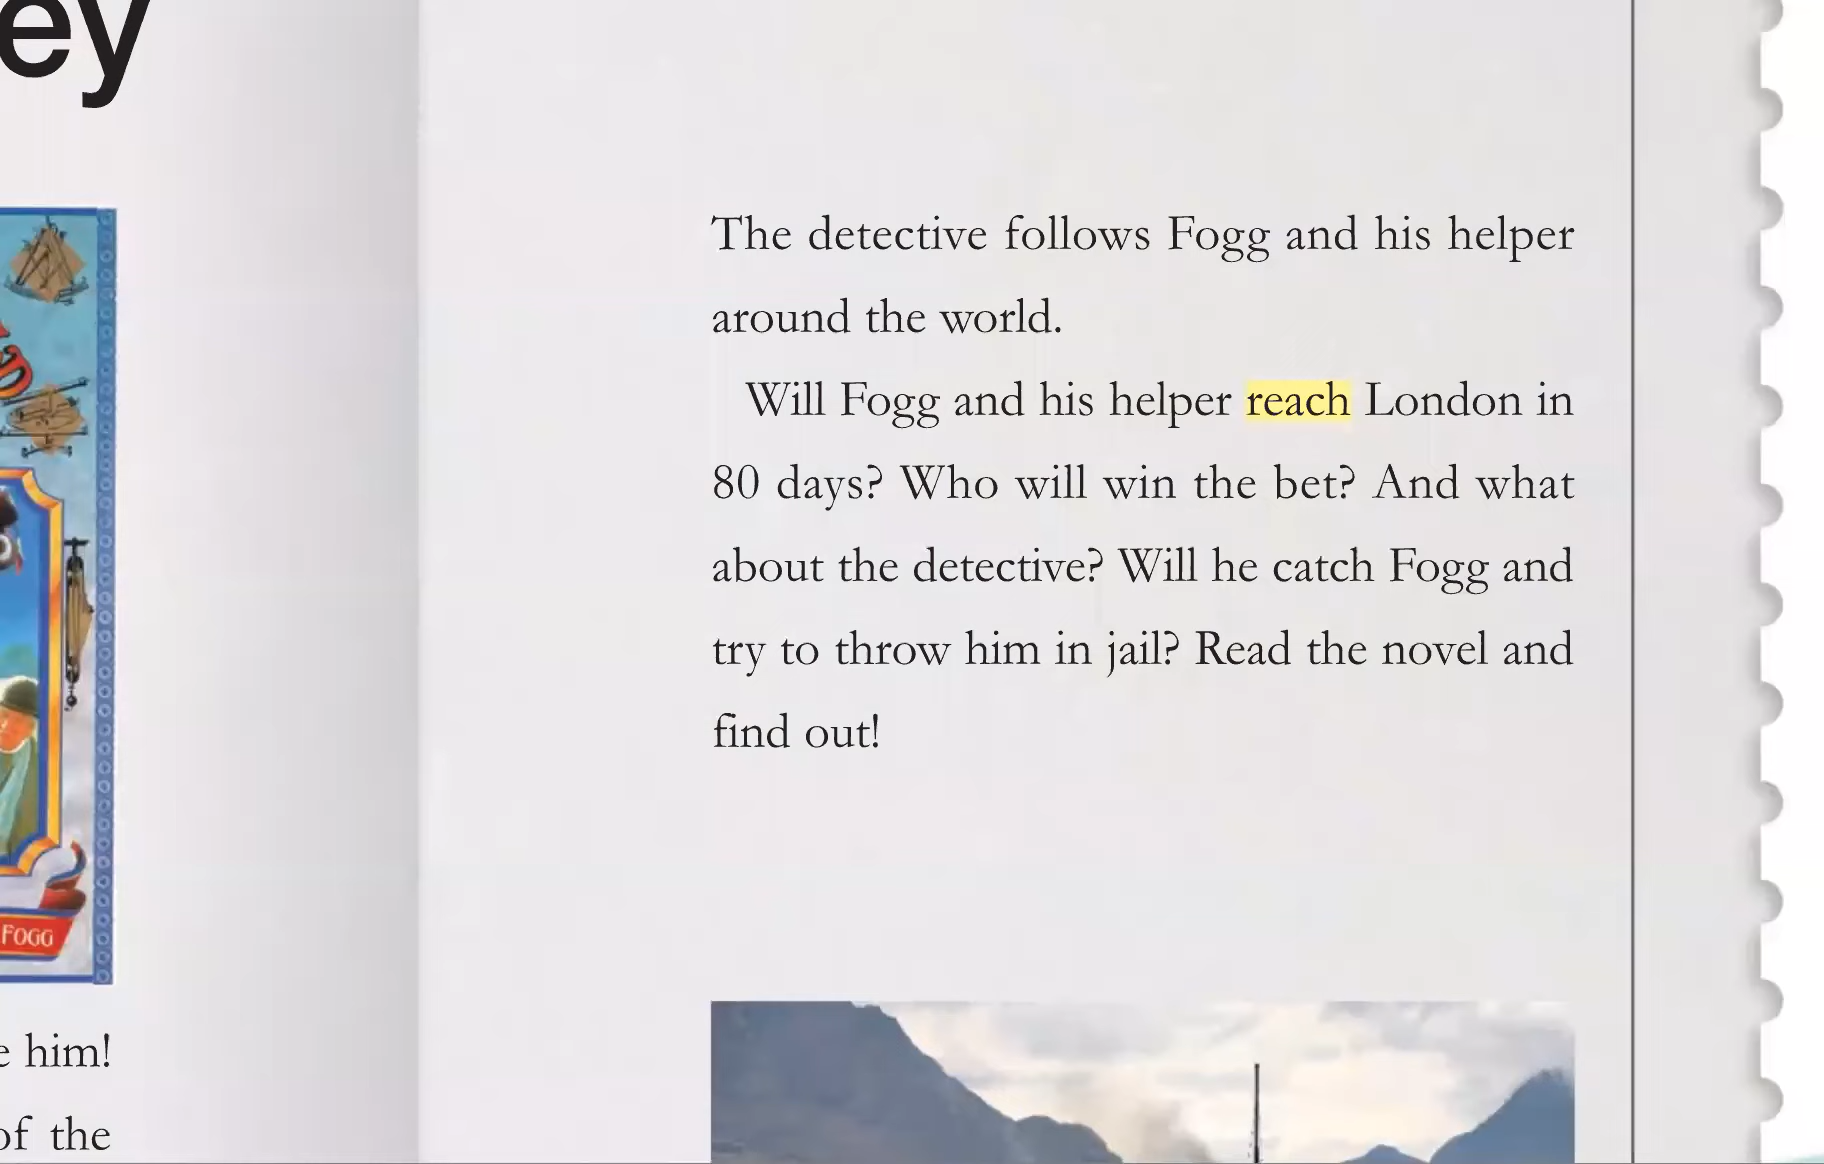 ey
FOGG
him!
of the
The detective follows Fogg and his helper
around the world.
Will Fogg and his helper reach London in
80 days? Who will win the bet? And what
about the detective? Will he catch Fogg and
try to throw him in jail? Read the novel and
find out!